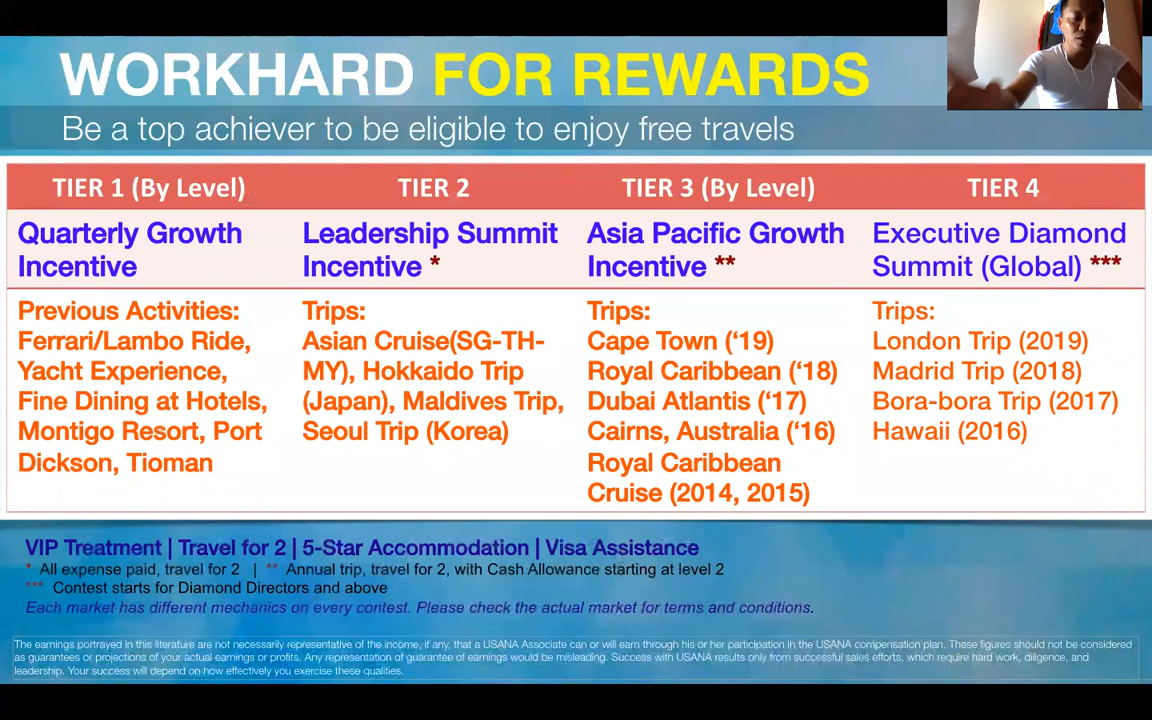 WORKHARD FOR REWARDS
Be a top achiever to be eligible to enjoy free travels
TIER 1 (By Level)
TIER 2
TIER 3 (By Level)
TIER 4
Quarterly Growth
Incentive
Leadership Summit
Incentive *
Asia Pacific Growth
Incentive **
Executive Diamond
Summit (Global) ***
Previous Activities:
Ferrari/Lambo Ride,
Yacht Experience,
Fine Dining at Hotels,
Montigo Resort, Port
Dickson, Tioman
Trips:
Asian Cruise(SG-TH-
MY), Hokkaido Trip
(Japan), Maldives Trip,
Seoul Trip (Korea)
Trips:
Cape Town (‘19)
Royal Caribbean (‘18)
Dubai Atlantis (‘17)
Cairns, Australia (‘16)
Royal Caribbean
Cruise (2014, 2015)
Trips:
London Trip (2019)
Madrid Trip (2018)
Bora-bora Trip (2017)
Hawaii (2016)
VIP Treatment | Travel for 2 | 5-Star Accommodation | Visa Assistance
* All expense paid, travel for 2 | ** Annual trip, travel for 2, with Cash Allowance starting at level 2
*** Contest starts for Diamond Directors and above
Each market has different mechanics on every contest. Please check the actual market for terms and conditions.
The earnings portrayed in this literature are not necessarily representative of the income, if any, that a USANA Associate can or will earn through his or her participation in the USANA compensation plan. These figures should not be considered
as guarantees or projections of your actual earnings or profits. Any representation of guarantee of earnings would be misleading. Success with USANA results only from successful sales efforts, which require hard work, diligence, and
leadership. Your success will depend on how effectively you exercise these qualities.